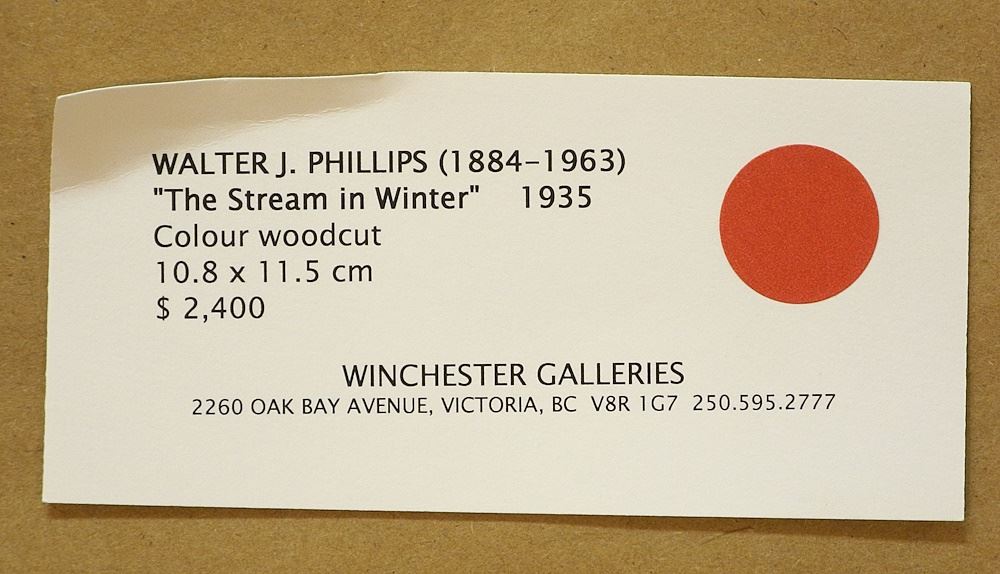 WALTER J. PHILLIPS (1884–1963)
"The Stream in Winter" 1935
Colour woodcut
10.8 x 11.5 cm
$ 2,400
WINCHESTER GALLERIES
2260 OAK BAY AVENUE, VICTORIA, BC V8R 1G7 250.595.2777